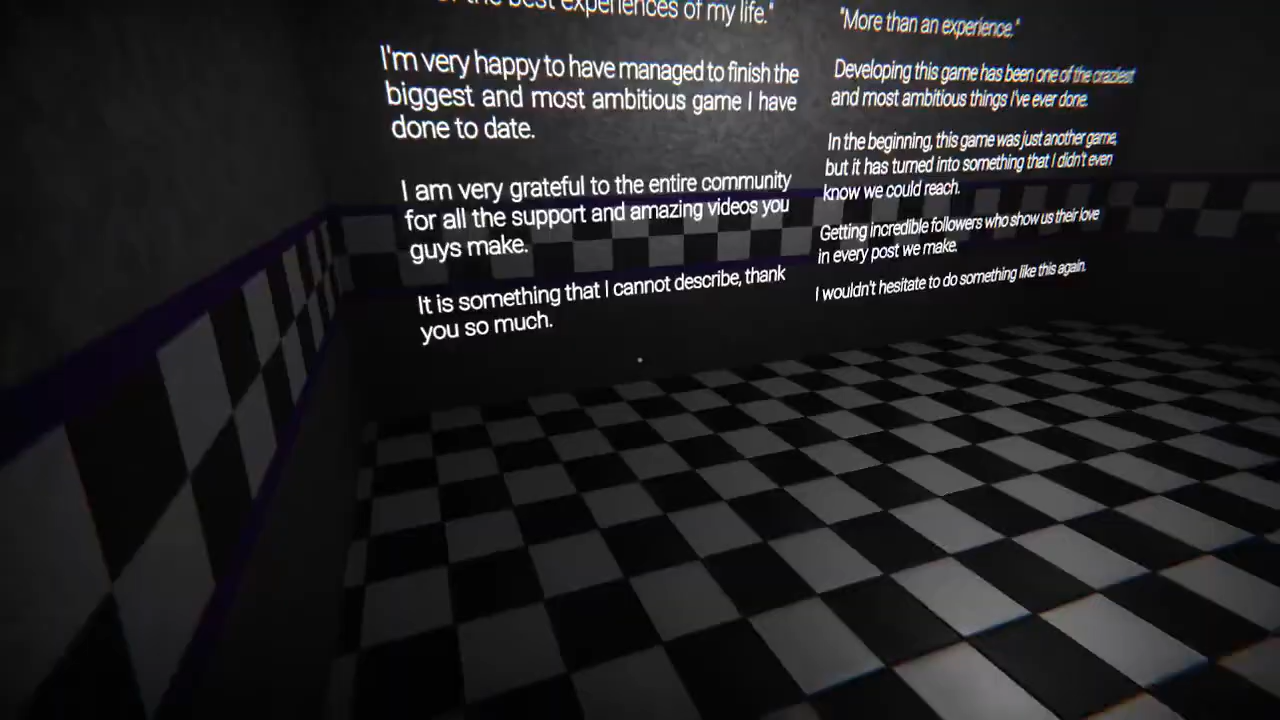 the best experiences of my life."
I'm very happy to have managed to finish the
biggest and most ambitious game I have
done to date.
I am very grateful to the entire community
for all the support and amazing videos you
guys make.
It is something that I cannot describe, thank
you so much.
"More than an experience."
Developing this game has been one of the craziest
and most ambitious things I've ever done.
In the beginning, this game was just another game,
but it has turned into something that I didn't even
know we could reach.
Getting incredible followers who show us their love
in every post we make.
I wouldn't hesitate to do something like this again.